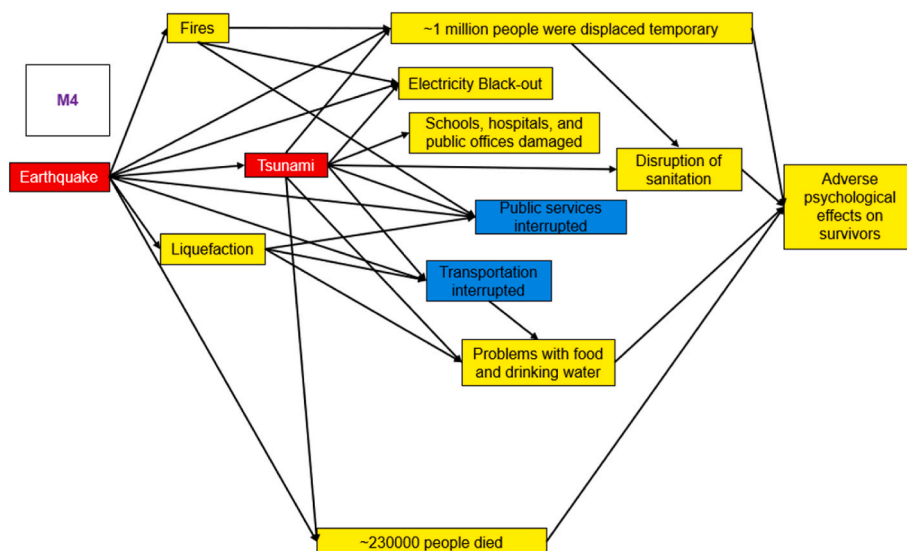 Fires
~1 million people were displaced temporary
M4
Electricity Black-out
Schools, hospitals, and
public offices damaged
Earthquake
Tsunami
Disruption of
sanitation
Adverse
psychological
effects on
survivors
Public services
interrupted
Liquefaction
Transportation
interrupted
Problems with food
and drinking water
~230000 people died